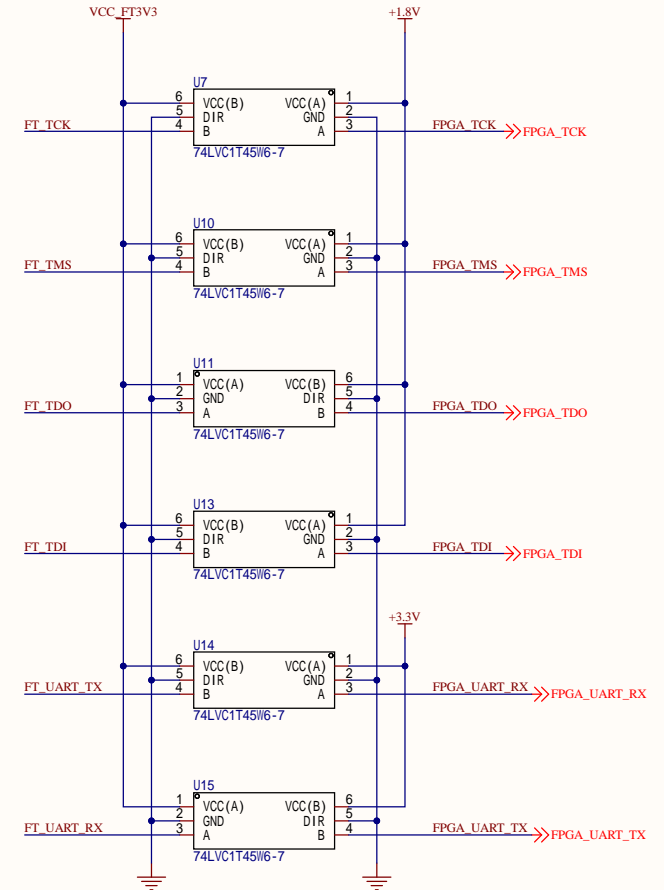 VCC_FT3V3 +1.8V
U7
6 VCC(B) VCC(A) 1
5 DIR GND 2
FT_TCK 4 B A 3 FPGA_TCK FPGA_TCK
74LVC1T45W6-7
U10
6 VCC(B) VCC(A) 1
5 DIR GND 2
FT_TMS 4 B A 3 FPGA_TMS FPGA_TMS
74LVC1T45W6-7
U11
1 VCC(A) VCC(B) 6
2 GND DIR 5
FT_TDO 3 A B 4 FPGA_TDO FPGA_TDO
74LVC1T45W6-7
U13
6 VCC(B) VCC(A) 1
5 DIR GND 2
FT_TDI 4 B A 3 FPGA_TDI FPGA_TDI
74LVC1T45W6-7
+3.3V
U14
6 VCC(B) VCC(A) 1
5 DIR GND 2
FT_UART_TX 4 B A 3 FPGA_UART_RX FPGA_UART_RX
74LVC1T45W6-7
U15
1 VCC(A) VCC(B) 6
2 GND DIR 5
FT_UART_RX 3 A B 4 FPGA_UART_TX FPGA_UART_TX
74LVC1T45W6-7